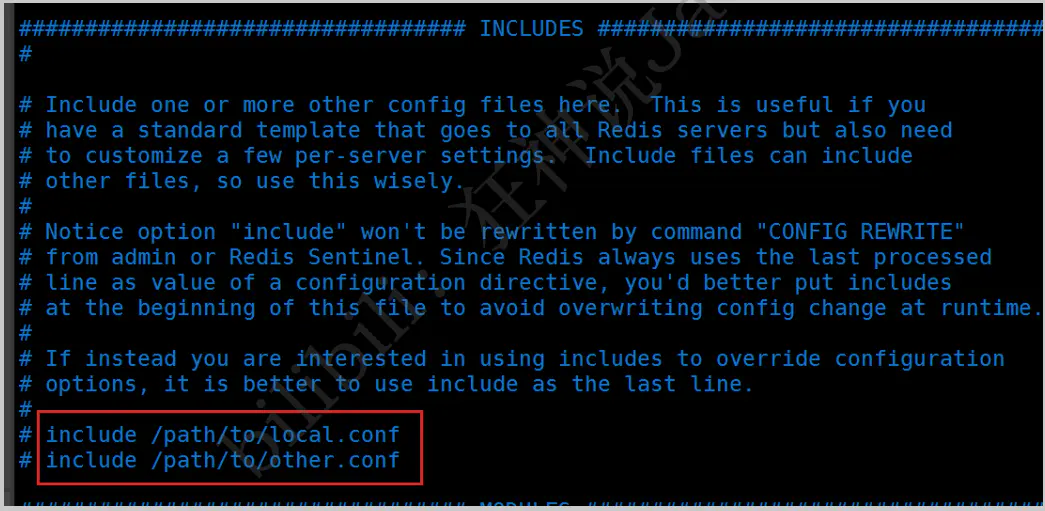 ################################## INCLUDES ##################################
#
# Include one or more other config files here.  This is useful if you
# have a standard template that goes to all Redis servers but also need
# to customize a few per-server settings.  Include files can include
# other files, so use this wisely.
#
# Notice option "include" won't be rewritten by command "CONFIG REWRITE"
# from admin or Redis Sentinel. Since Redis always uses the last processed
# line as value of a configuration directive, you'd better put includes
# at the beginning of this file to avoid overwriting config change at runtime.
#
# If instead you are interested in using includes to override configuration
# options, it is better to use include as the last line.
#
# include /path/to/local.conf
# include /path/to/other.conf
################################## MODULES ##################################
bilibili: 狂神说Ja